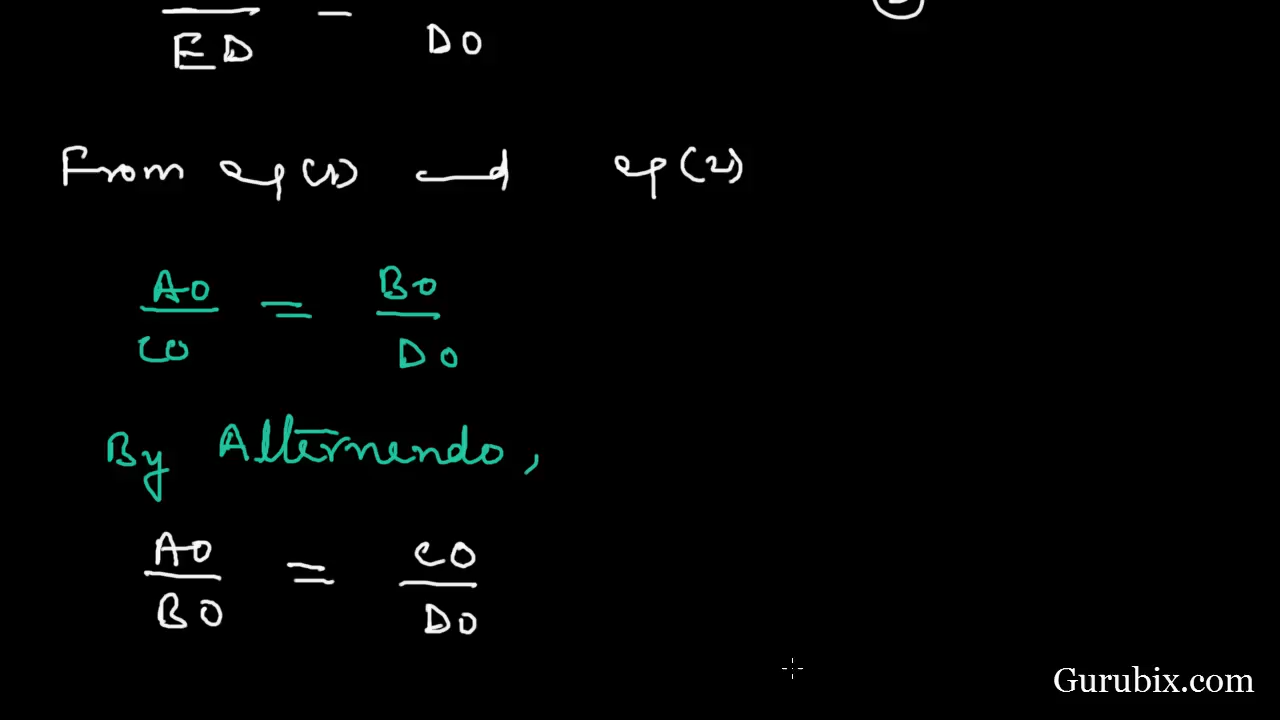 ED = DO
From eq(1) and eq(2)
AO/CO = BO/DO
By Alternendo,
AO/BO = CO/DO
Gurubix.com